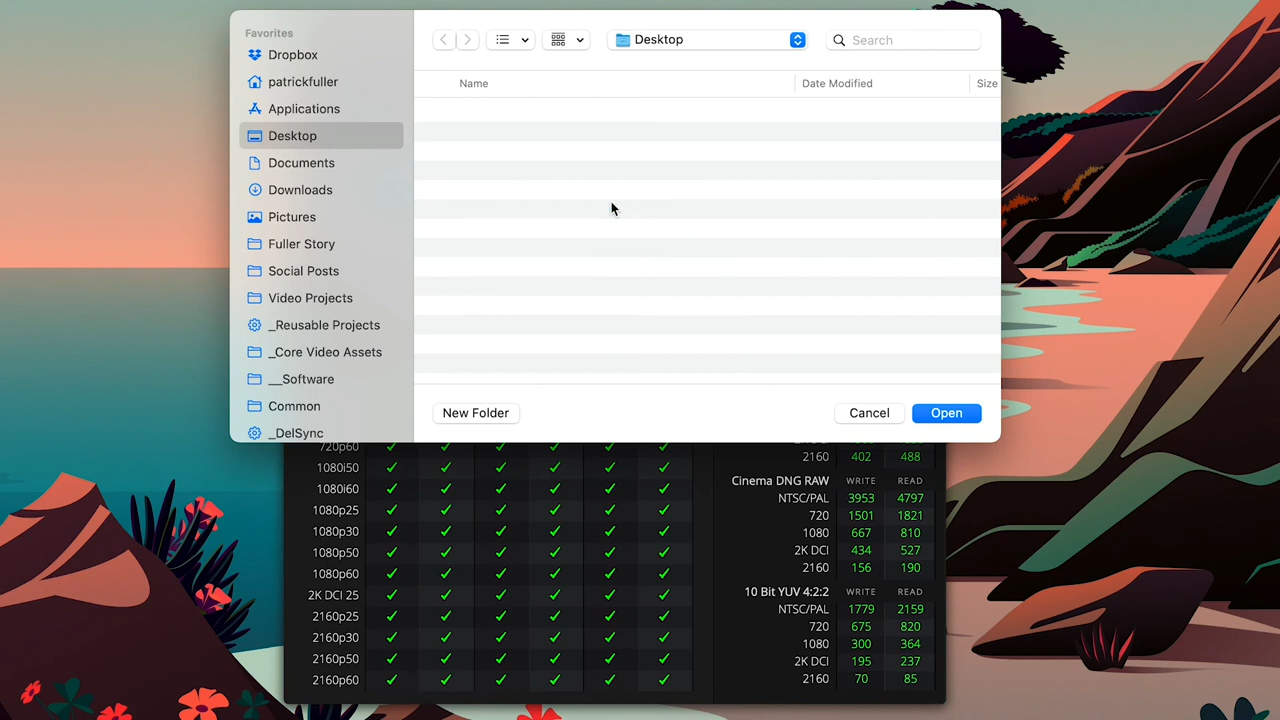 Favorites
Dropbox
patrickfuller
Applications
Desktop
Documents
Downloads
Pictures
Fuller Story
Social Posts
Video Projects
_Reusable Projects
_Core Video Assets
__Software
Common
_DelSync
Desktop
Search
Name Date Modified Size
New Folder Cancel Open
720p60
1080i50
1080i60
1080p25
1080p30
1080p50
1080p60
2K DCI 25
2160p25
2160p30
2160p50
2160p60
2160 402 488
Cinema DNG RAW WRITE READ
NTSC/PAL 3953 4797
720 1501 1821
1080 667 810
2K DCI 434 527
2160 156 190
10 Bit YUV 4:2:2 WRITE READ
NTSC/PAL 1779 2159
720 675 820
1080 300 364
2K DCI 195 237
2160 70 85